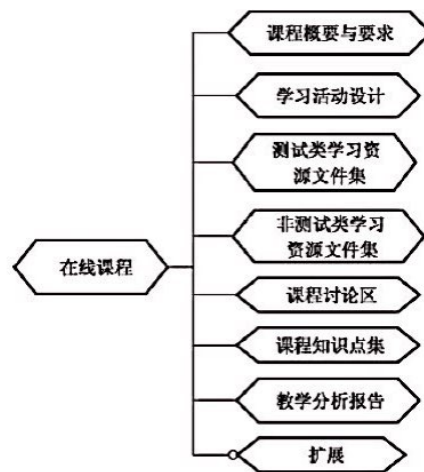 课程概要与要求
学习活动设计
测试类学习资
源文件集
非测试类学习
资源文件集
在线课程
课程讨论区
课程知识点集
教学分析报告
扩展